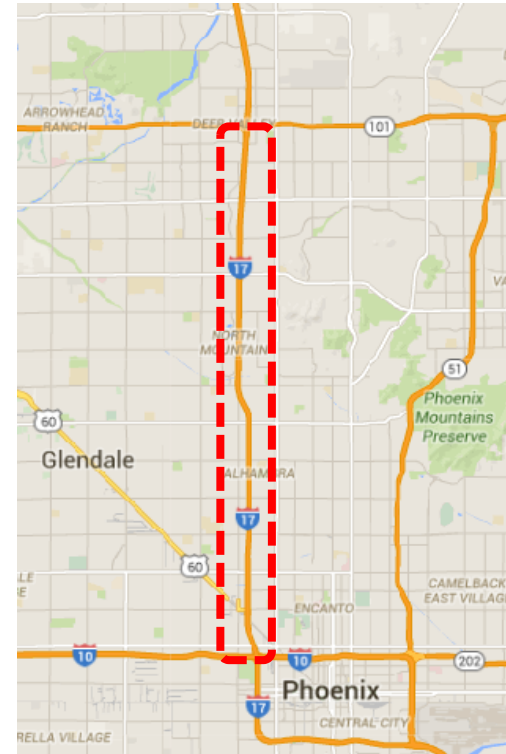 ARROWHEAD
RANCH
DEER VALLEY
101
17
NORTH
MOUNTAIN
51
Phoenix
Mountains
Preserve
60
Glendale
ALHAMBRA
17
60
CAMELBACK
EAST VILLAG
ENCANTO
10
10
202
Phoenix
17
CENTRAL CITY
RELLA VILLAGE